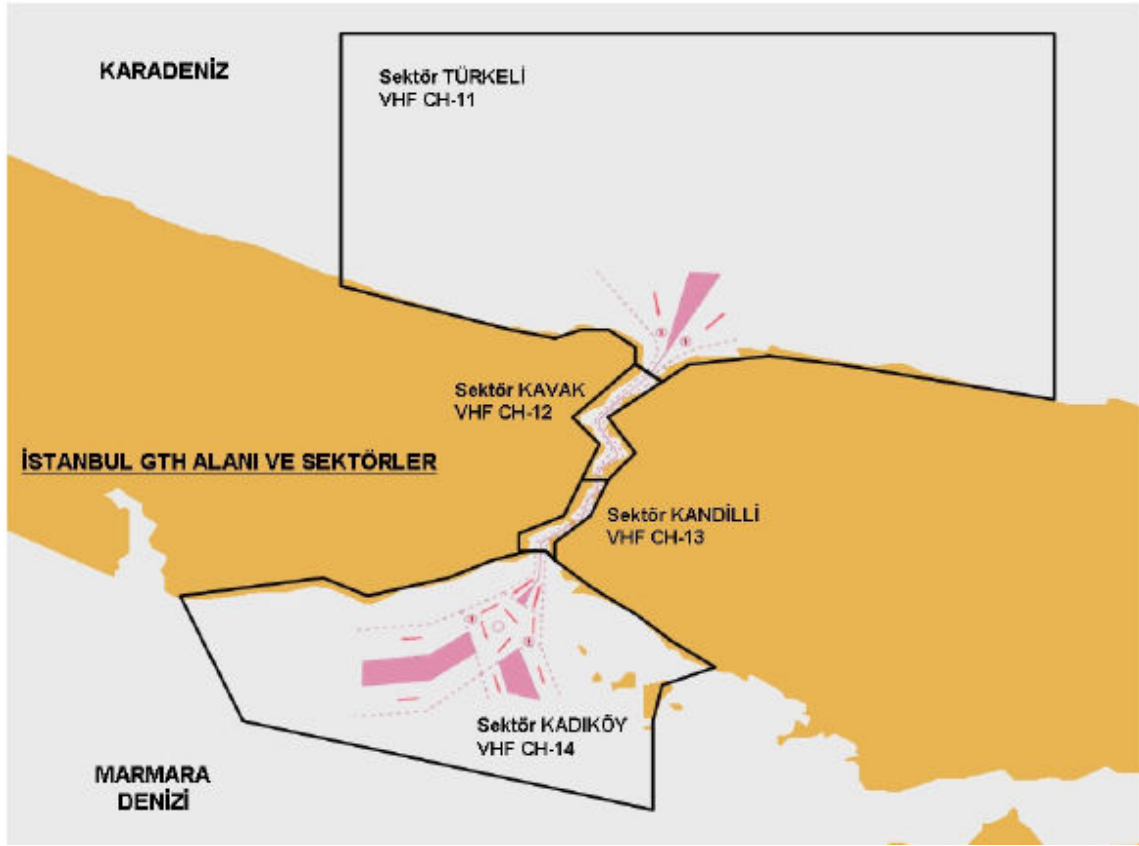 KARADENİZ
Sektör TÜRKELİ
VHF CH-11
Sektör KAVAK
VHF CH-12
İSTANBUL GTH ALANI VE SEKTÖRLER
Sektör KANDİLLİ
VHF CH-13
Sektör KADIKÖY
VHF CH-14
MARMARA
DENİZİ